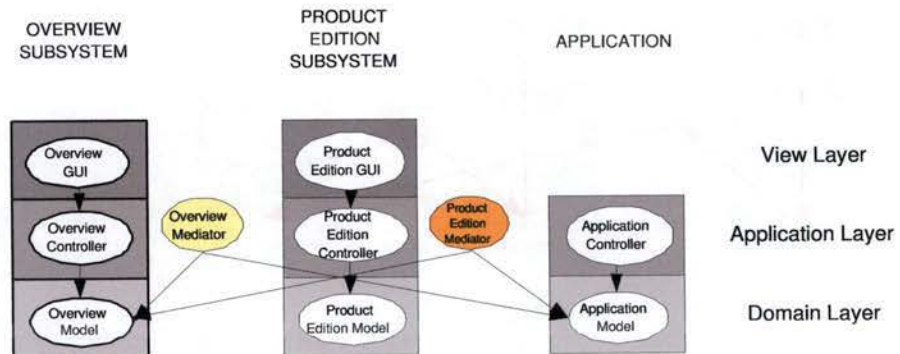 OVERVIEW
SUBSYSTEM
PRODUCT
EDITION
SUBSYSTEM
APPLICATION
Overview
GUI
Product
Edition GUI
View Layer
Overview
Controller
Overview
Mediator
Product
Edition
Controller
Product
Edition
Mediator
Application
Controller
Application Layer
Overview
Model
Product
Edition Model
Application
Model
Domain Layer